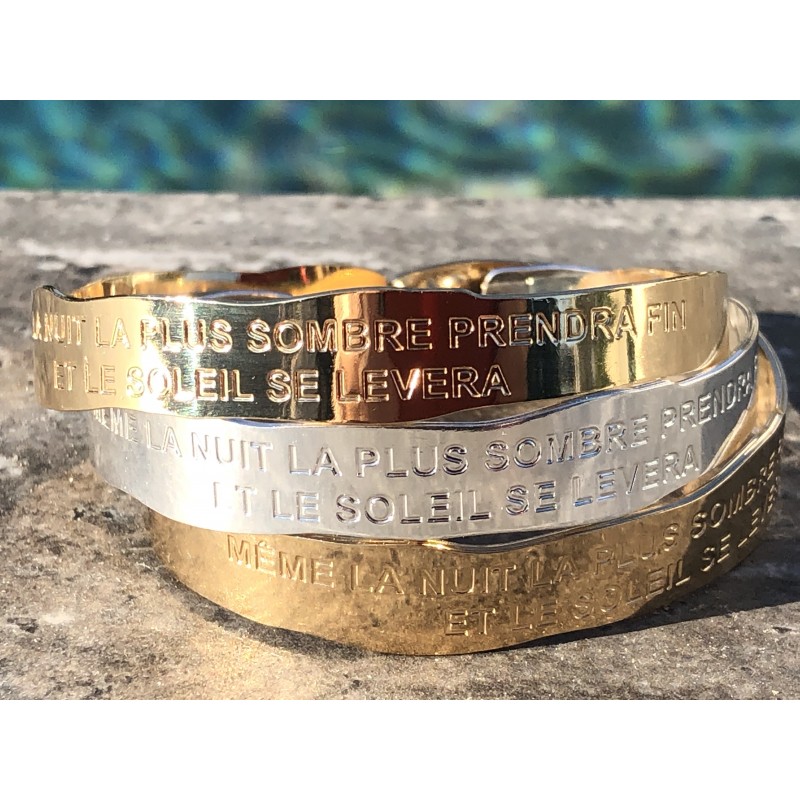 LA NUIT LA PLUS SOMBRE PRENDRA FIN
ET LE SOLEIL SE LEVERA
MÊME LA NUIT LA PLUS SOMBRE PRENDRA
ET LE SOLEIL SE LEVERA
MÊME LA NUIT LA PLUS SOMBRE
ET LE SOLEIL SE